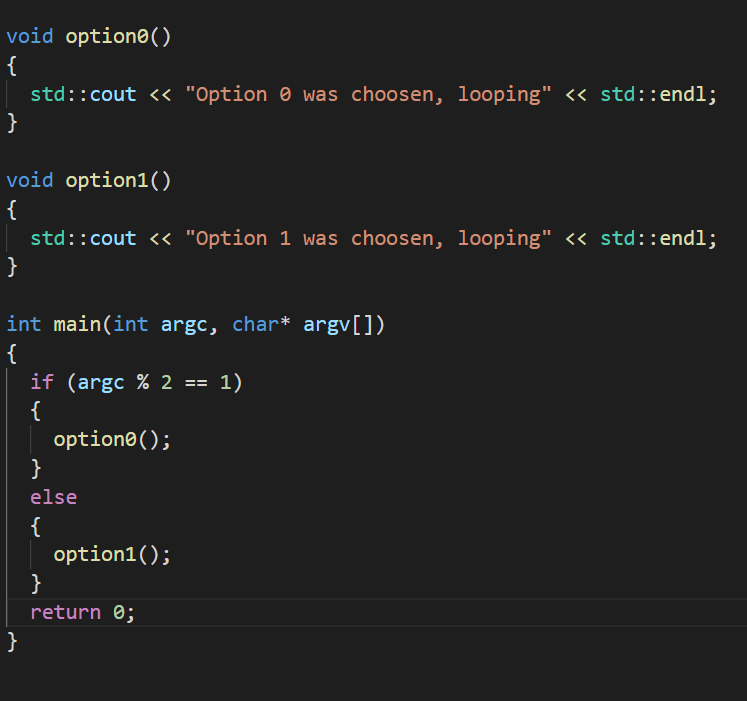 void option0()
{
  std::cout << "Option 0 was choosen, looping" << std::endl;
}

void option1()
{
  std::cout << "Option 1 was choosen, looping" << std::endl;
}

int main(int argc, char* argv[])
{
  if (argc % 2 == 1)
  {
    option0();
  }
  else
  {
    option1();
  }
  return 0;
}